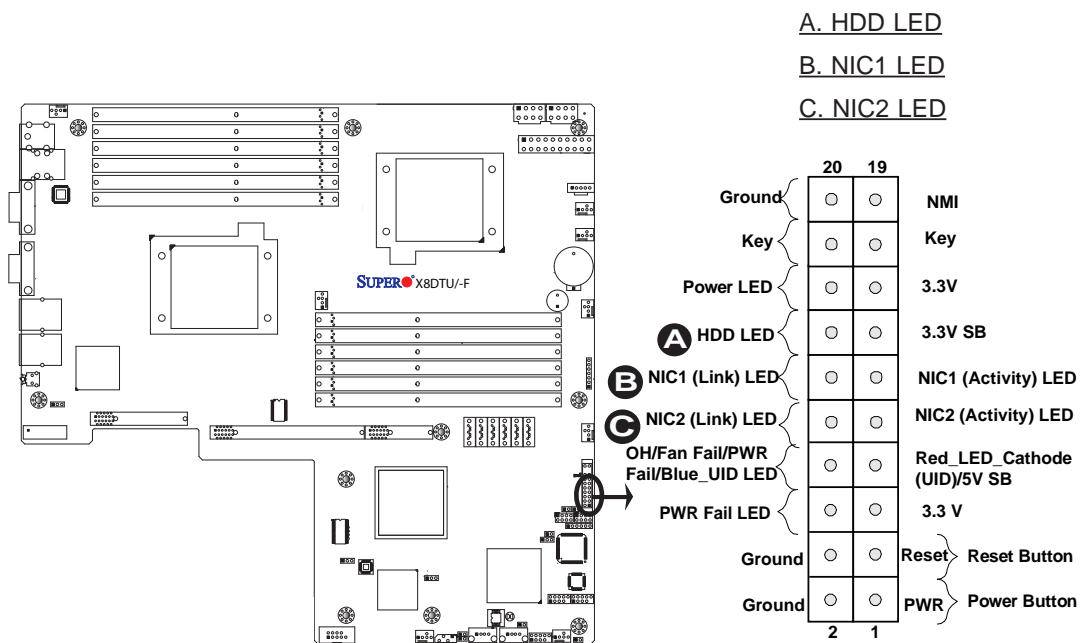 A. HDD LED
B. NIC1 LED
C. NIC2 LED
SUPER X8DTU/-F
20 19
Ground NMI
Key Key
Power LED 3.3V
A HDD LED 3.3V SB
B NIC1 (Link) LED NIC1 (Activity) LED
C NIC2 (Link) LED NIC2 (Activity) LED
OH/Fan Fail/PWR Red_LED_Cathode
Fail/Blue_UID LED (UID)/5V SB
PWR Fail LED 3.3 V
Ground Reset Reset Button
Ground PWR Power Button
2 1